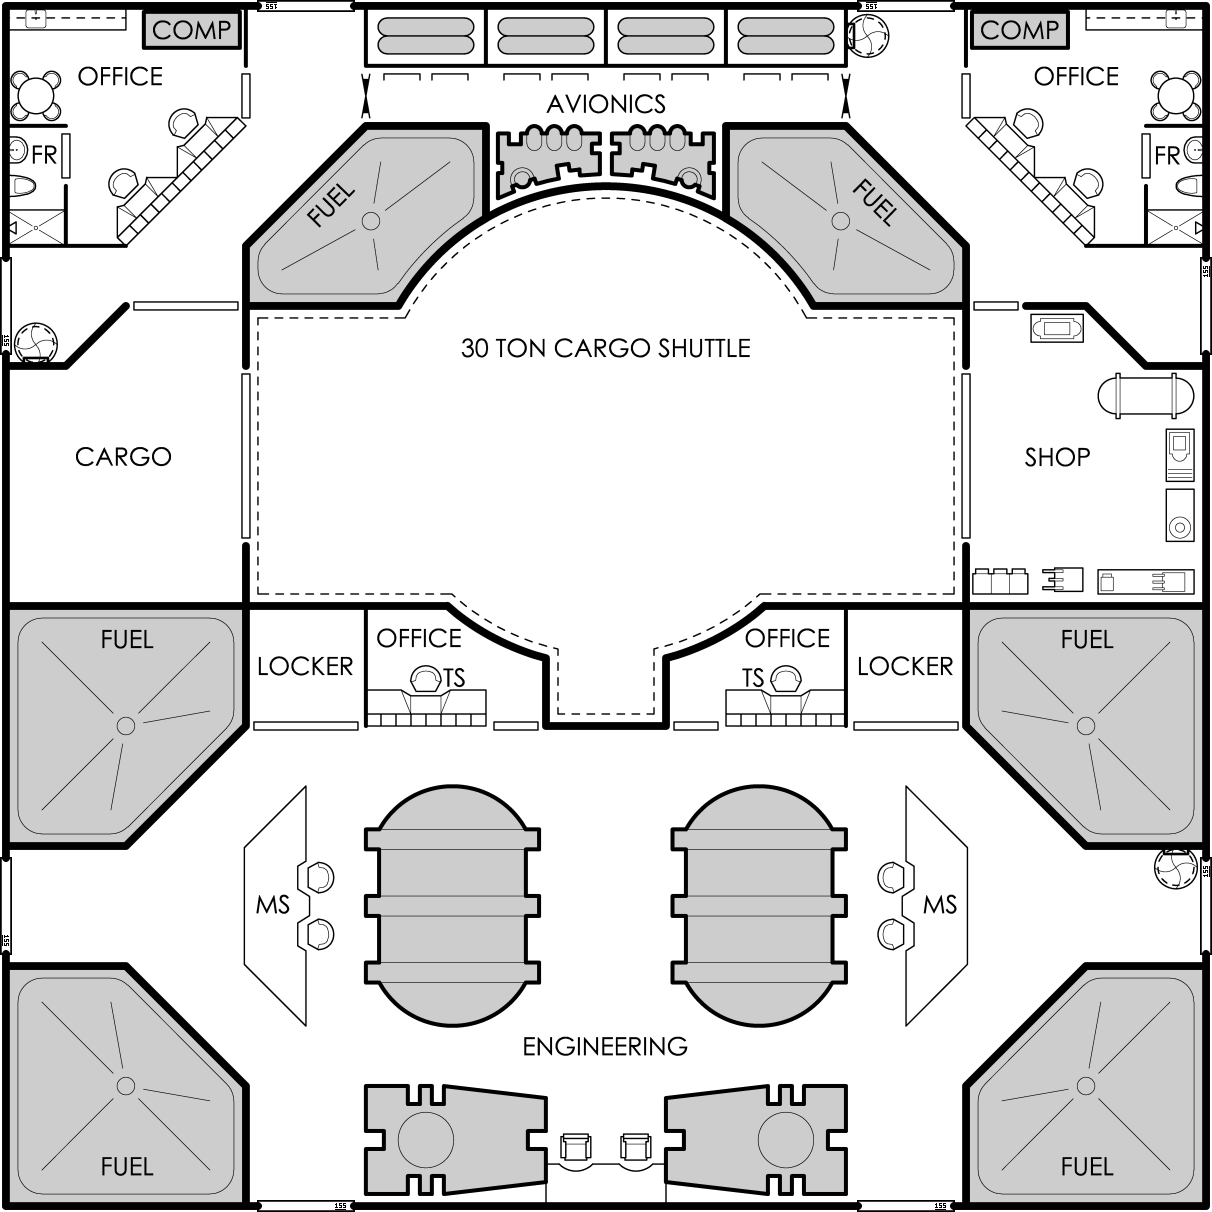 COMP
COMP
OFFICE
OFFICE
AVIONICS
FR
FR
FUEL
FUEL
30 TON CARGO SHUTTLE
CARGO
SHOP
FUEL
OFFICE
OFFICE
FUEL
LOCKER
LOCKER
TS
TS
MS
MS
ENGINEERING
FUEL
FUEL